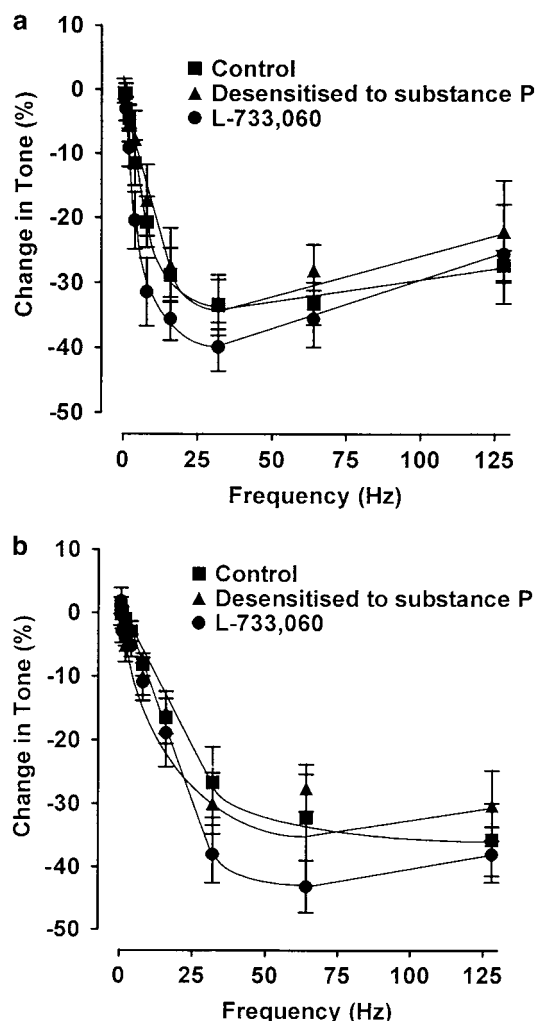 a
10
0
-10
-20
-30
-40
-50
Change in Tone (%)
Control
Desensitised to substance P
L-733,060
0
25
50
75
100
125
Frequency (Hz)
b
10
0
-10
-20
-30
-40
-50
Change in Tone (%)
Control
Desensitised to substance P
L-733,060
0
25
50
75
100
125
Frequency (Hz)